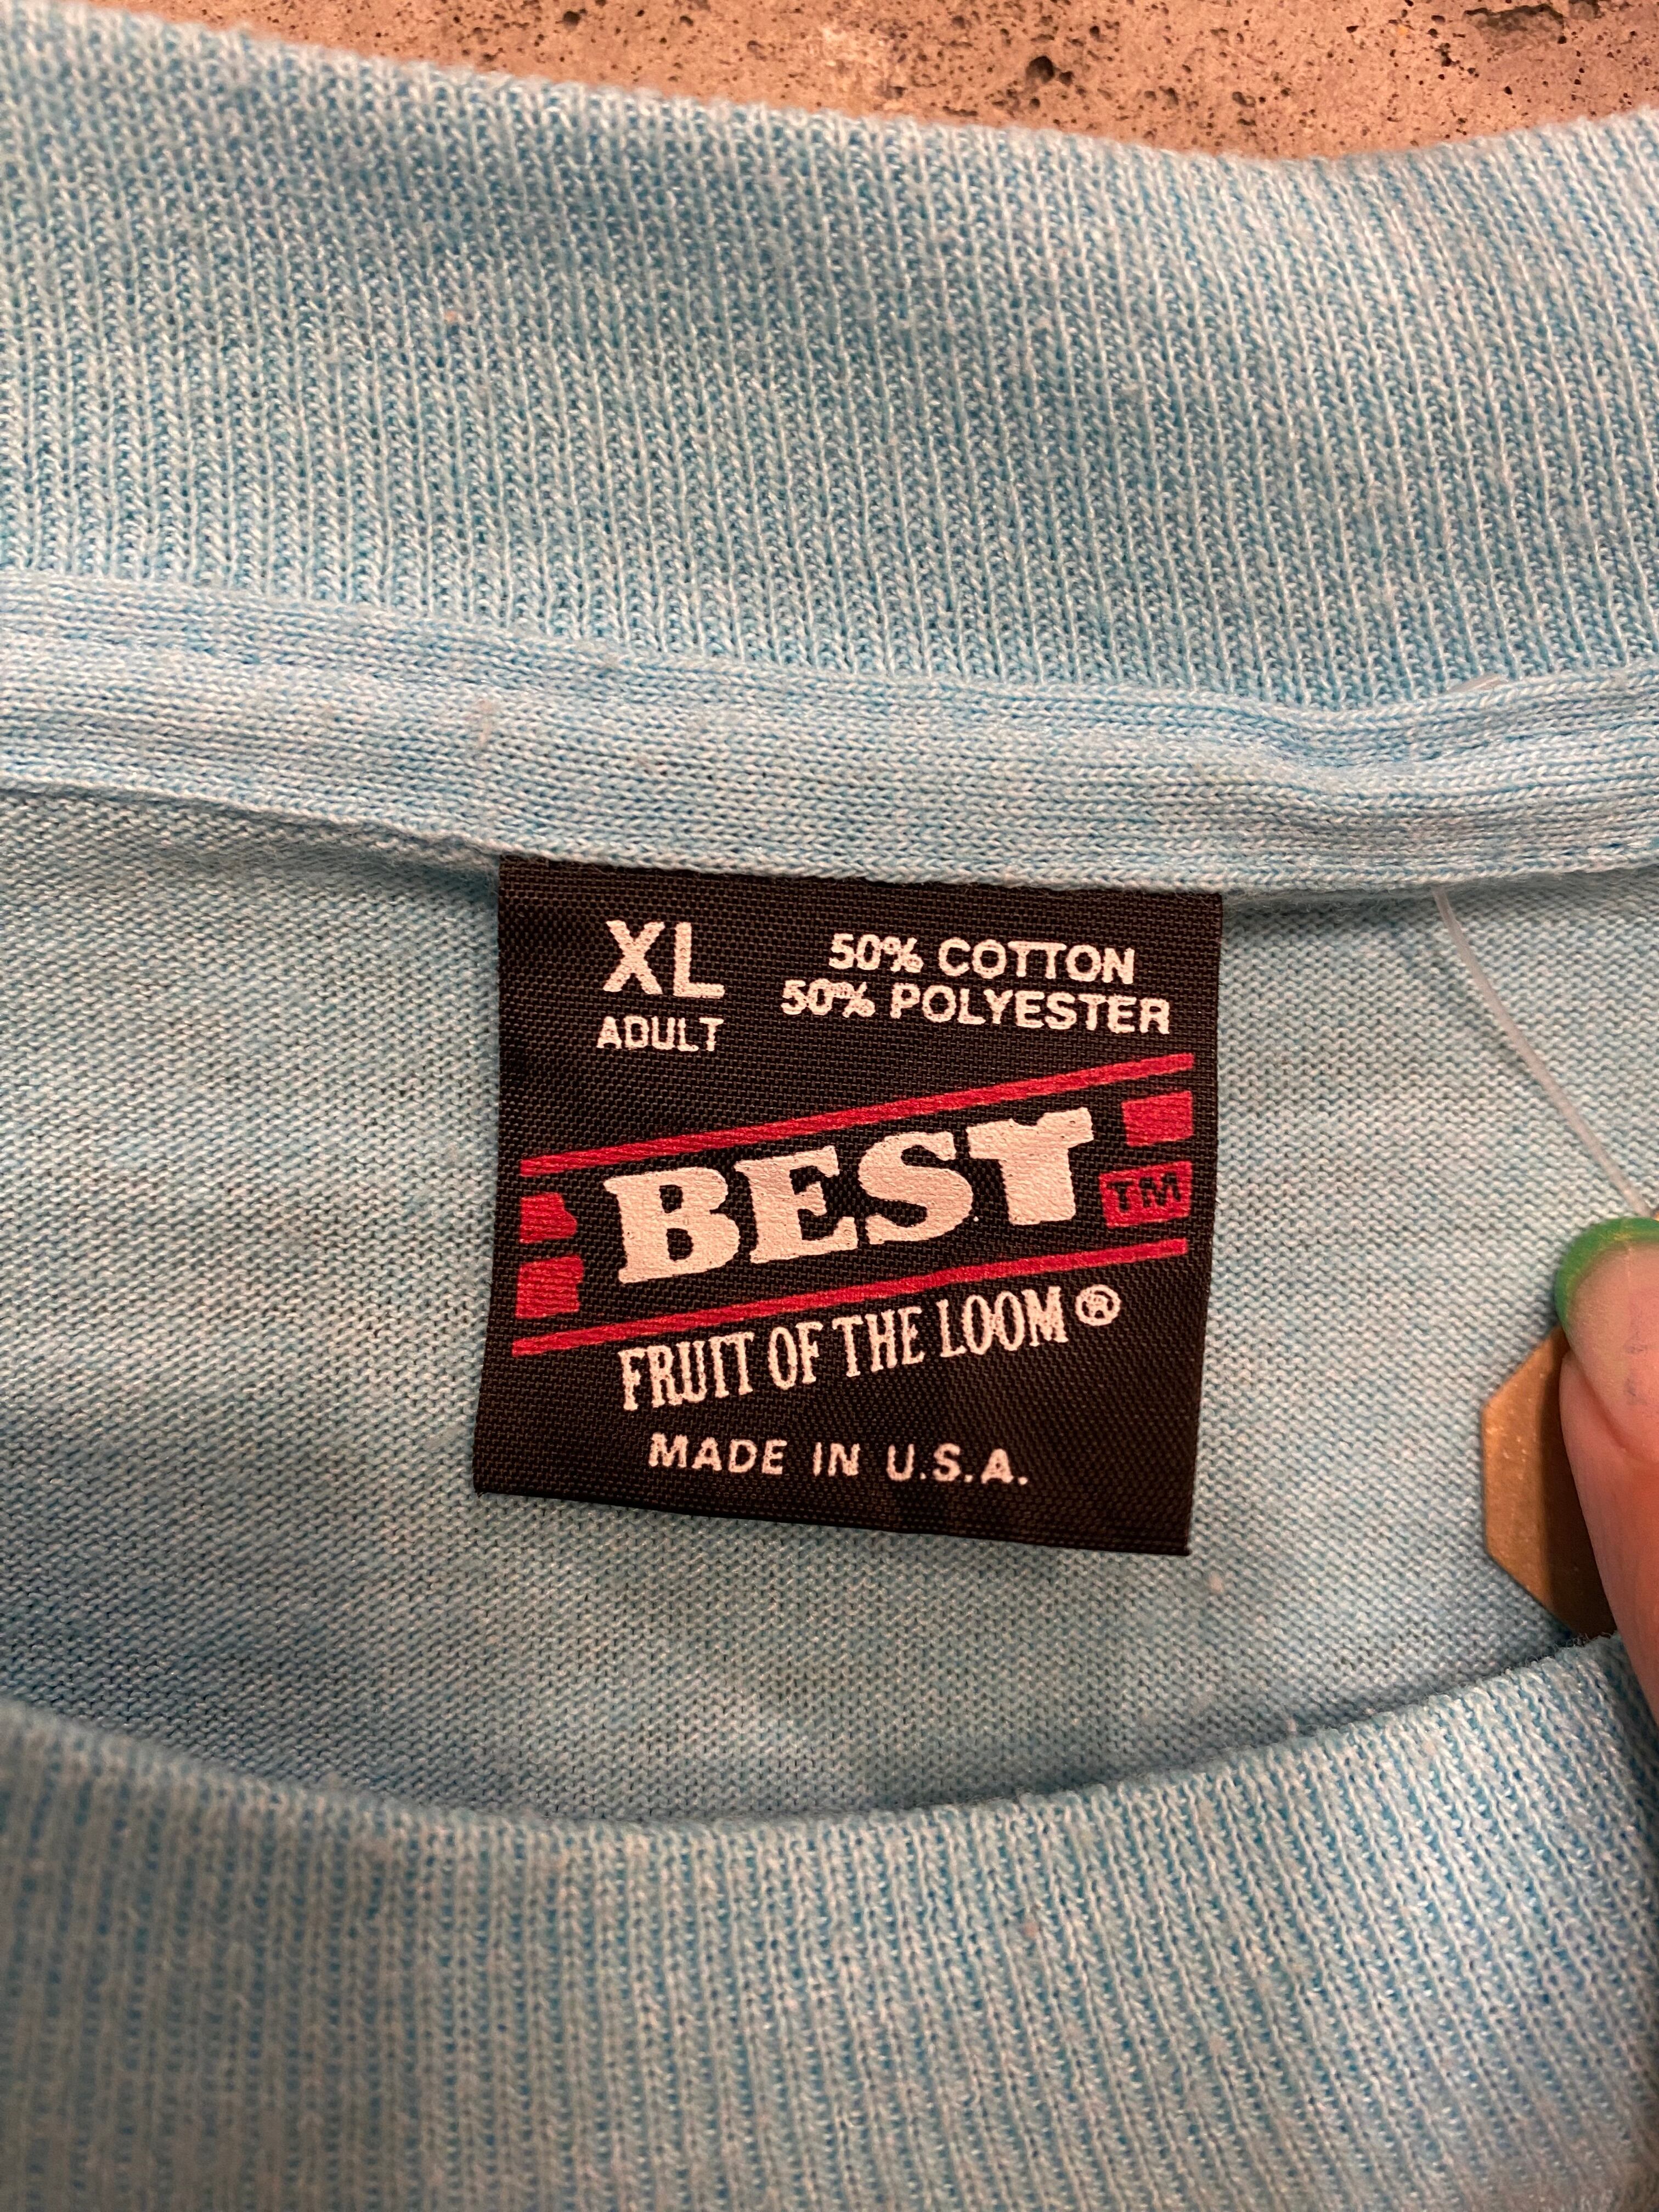 XL
ADULT
50% COTTON
50% POLYESTER
BEST TM
FRUIT OF THE LOOM ®
MADE IN U.S.A.